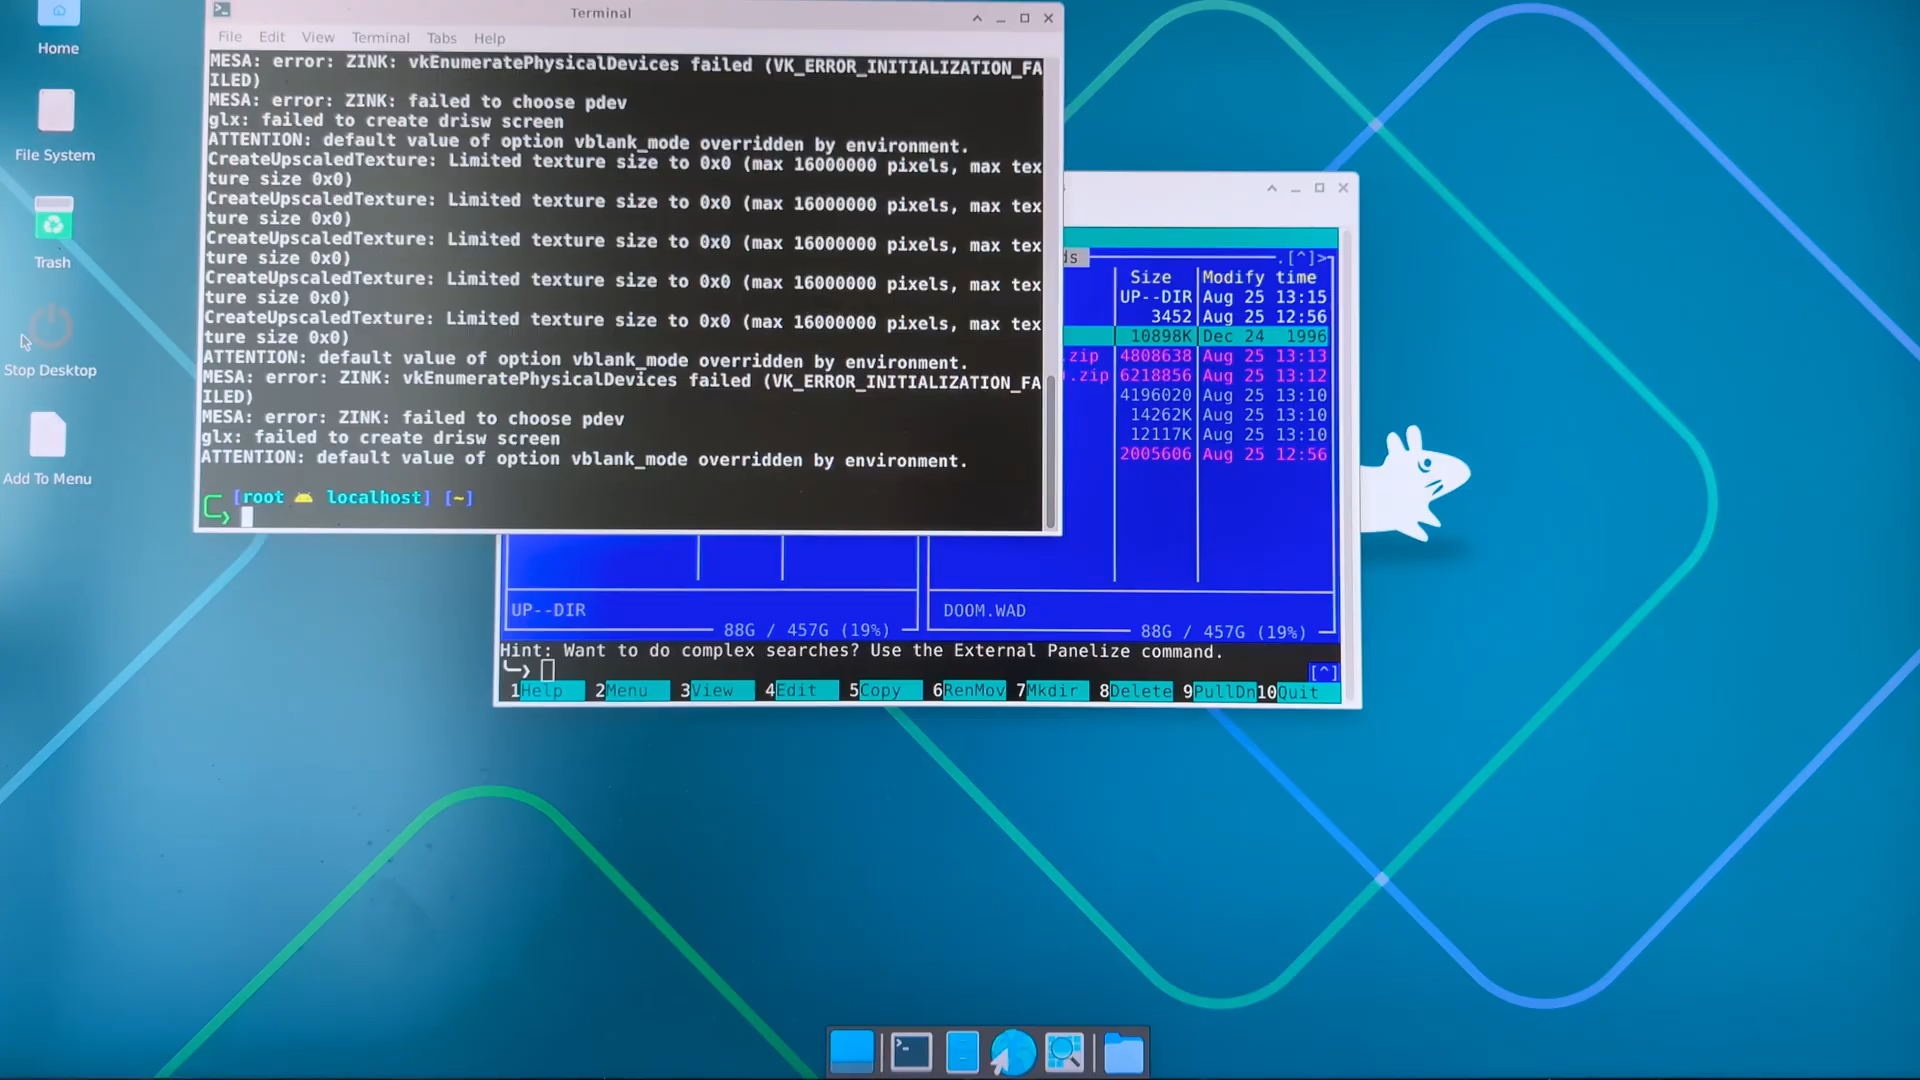 Home
File System
Trash
Stop Desktop
Add To Menu
Terminal
File Edit View Terminal Tabs Help
MESA: error: ZINK: vkEnumeratePhysicalDevices failed (VK_ERROR_INITIALIZATION_FA
ILED)
MESA: error: ZINK: failed to choose pdev
glx: failed to create drisw screen
ATTENTION: default value of option vblank_mode overridden by environment.
CreateUpscaledTexture: Limited texture size to 0x0 (max 16000000 pixels, max tex
ture size 0x0)
CreateUpscaledTexture: Limited texture size to 0x0 (max 16000000 pixels, max tex
ture size 0x0)
CreateUpscaledTexture: Limited texture size to 0x0 (max 16000000 pixels, max tex
ture size 0x0)
CreateUpscaledTexture: Limited texture size to 0x0 (max 16000000 pixels, max tex
ture size 0x0)
CreateUpscaledTexture: Limited texture size to 0x0 (max 16000000 pixels, max tex
ture size 0x0)
ATTENTION: default value of option vblank_mode overridden by environment.
MESA: error: ZINK: vkEnumeratePhysicalDevices failed (VK_ERROR_INITIALIZATION_FA
ILED)
MESA: error: ZINK: failed to choose pdev
glx: failed to create drisw screen
ATTENTION: default value of option vblank_mode overridden by environment.
[root localhost] [~]
ds .[^]>
Size Modify time
UP--DIR Aug 25 13:15
3452 Aug 25 12:56
10898K Dec 24 1996
.zip 4808638 Aug 25 13:13
).zip 6218856 Aug 25 13:12
4196020 Aug 25 13:10
14262K Aug 25 13:10
12117K Aug 25 13:10
2005606 Aug 25 12:56
UP--DIR DOOM.WAD
88G / 457G (19%) 88G / 457G (19%)
Hint: Want to do complex searches? Use the External Panelize command.
[^]
1Help 2Menu 3View 4Edit 5Copy 6RenMov 7Mkdir 8Delete 9PullDn 10Quit